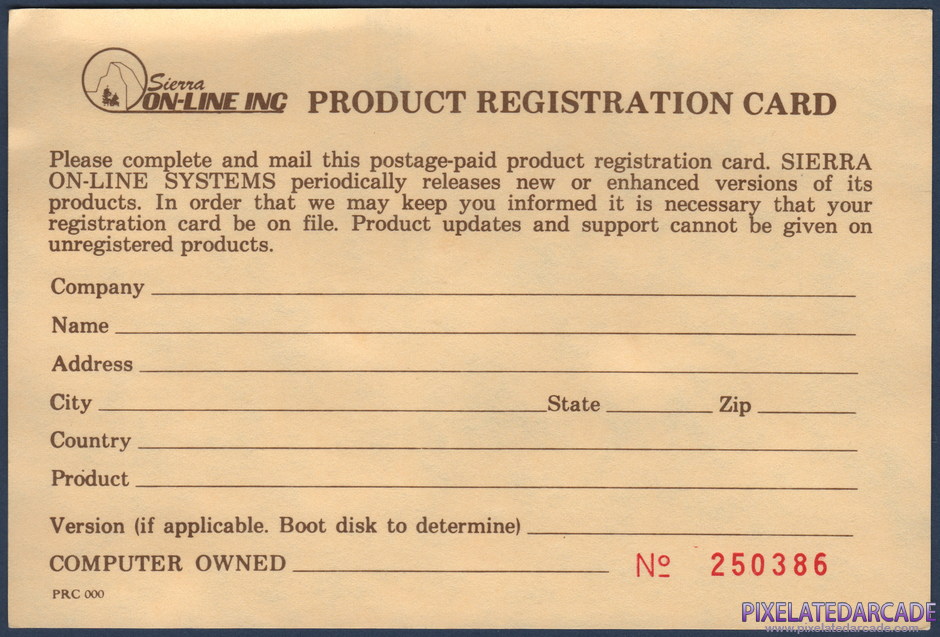 Sierra
ON-LINE INC
PRODUCT REGISTRATION CARD
Please complete and mail this postage-paid product registration card. SIERRA
ON-LINE SYSTEMS periodically releases new or enhanced versions of its
products. In order that we may keep you informed it is necessary that your
registration card be on file. Product updates and support cannot be given on
unregistered products.
Company
Name
Address
City State Zip
Country
Product
Version (if applicable. Boot disk to determine)
COMPUTER OWNED Nº 250386
PRC 000
PIXELATEDARCADE
www.pixelatedarcade.com